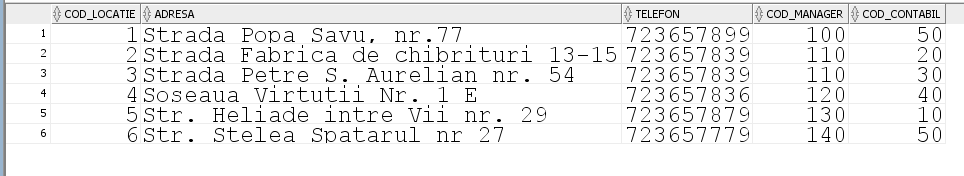 COD_LOCATIE ADRESA TELEFON COD_MANAGER COD_CONTABIL
1 1 Strada Popa Savu, nr.77 723657899 100 50
2 2 Strada Fabrica de chibrituri 13-15 723657839 110 20
3 3 Strada Petre S. Aurelian nr. 54 723657839 110 30
4 4 Soseaua Virtutii Nr. 1 E 723657836 120 40
5 5 Str. Heliade intre Vii nr. 29 723657879 130 10
6 6 Str. Stelea Spatarul nr 27 723657779 140 50